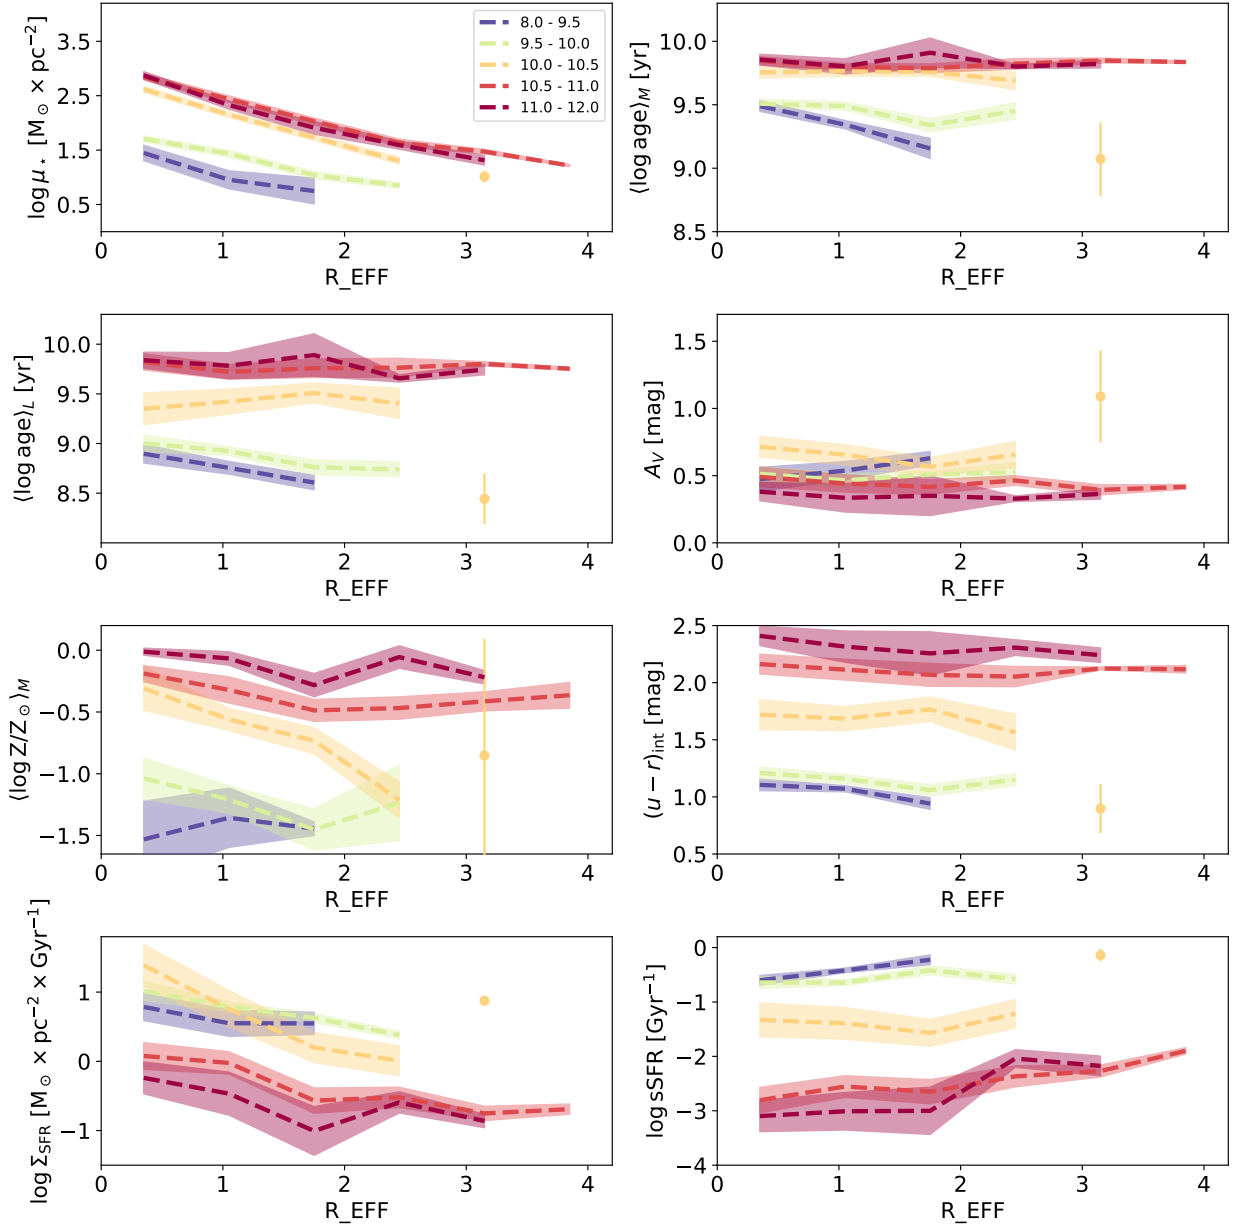 log μ⋆ [M⊙ × pc⁻²]
3.5
2.5
1.5
0.5
8.0 - 9.5
9.5 - 10.0
10.0 - 10.5
10.5 - 11.0
11.0 - 12.0
0 1 2 3 4
R_EFF
⟨log age⟩M [yr]
10.0
9.5
9.0
8.5
0 1 2 3 4
R_EFF
⟨log age⟩L [yr]
10.0
9.5
9.0
8.5
0 1 2 3 4
R_EFF
AV [mag]
1.5
1.0
0.5
0.0
0 1 2 3 4
R_EFF
⟨log Z/Z⊙⟩M
0.0
−0.5
−1.0
−1.5
0 1 2 3 4
R_EFF
(u − r)int [mag]
2.5
2.0
1.5
1.0
0.5
0 1 2 3 4
R_EFF
log ΣSFR [M⊙ × pc⁻² × Gyr⁻¹]
1
0
−1
0 1 2 3 4
R_EFF
log sSFR [Gyr⁻¹]
0
−1
−2
−3
−4
0 1 2 3 4
R_EFF